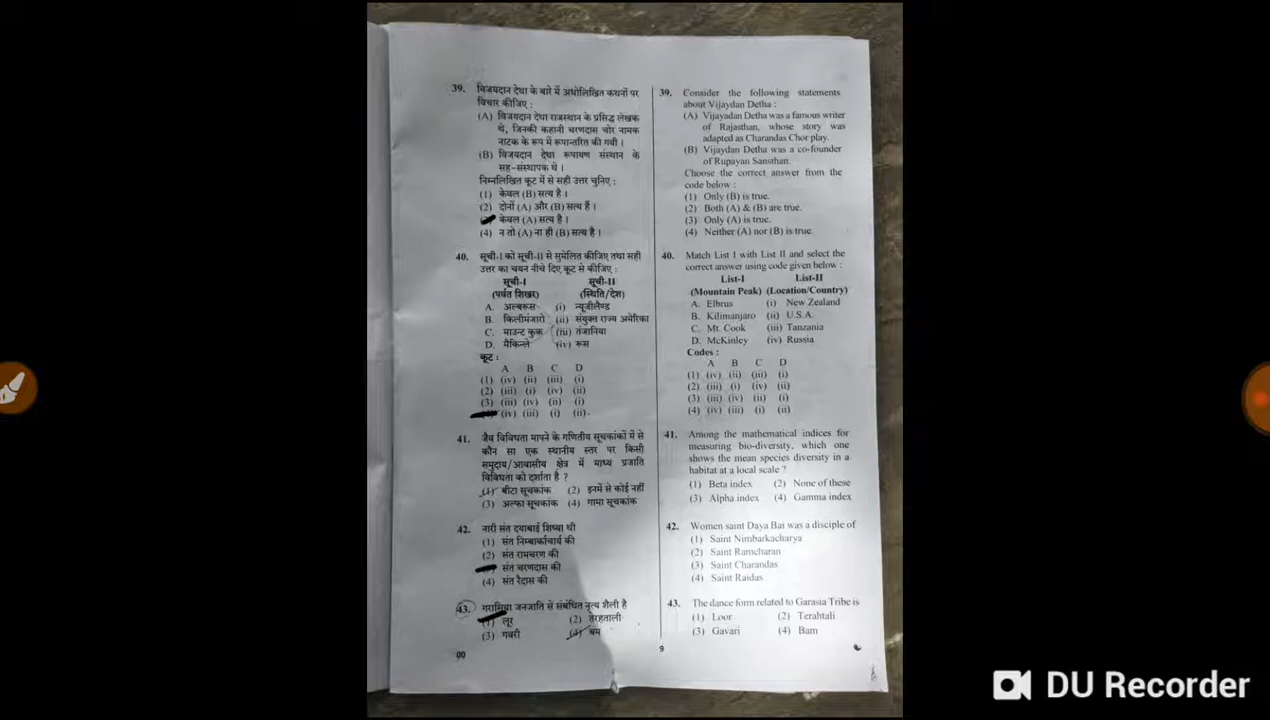 39. विजयदान देथा के बारे में अधोलिखित कथनों पर
विचार कीजिए :
(A) विजयदान देथा राजस्थान के प्रसिद्ध लेखक
थे, जिनकी कहानी चरणदास चोर नामक
नाटक के रूप में रूपान्तरित की गयी ।
(B) विजयदान देथा रूपायण संस्थान के
सह-संस्थापक थे ।
निम्नलिखित कूट में से सही उत्तर चुनिए :
(1) केवल (B) सत्य है ।
(2) दोनों (A) और (B) सत्य हैं ।
केवल (A) सत्य है ।
(4) न तो (A) ना ही (B) सत्य है ।
40. सूची-I को सूची-II से सुमेलित कीजिए तथा सही
उत्तर का चयन नीचे दिए कूट से कीजिए :
सूची-I सूची-II
(पर्वत शिखर) (स्थिति/देश)
A. अल्बरूस (i) न्यूजीलैण्ड
B. किलीमंजारो (ii) संयुक्त राज्य अमेरिका
C. माउन्ट कुक (iii) तंजानिया
D. मैकिन्ले (iv) रूस
कूट :
A B C D
(1) (iv) (ii) (iii) (i)
(2) (iii) (i) (iv) (ii)
(3) (iii) (iv) (ii) (i)
(iv) (iii) (i) (ii)
41. जैव विविधता मापने के गणितीय सूचकांकों में से
कौन सा एक स्थानीय स्तर पर किसी
समुदाय/आवासीय क्षेत्र में माध्य प्रजाति
विविधता को दर्शाता है ?
(1) बीटा सूचकांक (2) इनमें से कोई नहीं
(3) अल्फा सूचकांक (4) गामा सूचकांक
42. नारी संत दयाबाई शिष्या थी
(1) संत निम्बार्काचार्य की
(2) संत रामचरण की
संत चरणदास की
(4) संत रैदास की
43. गरासिया जनजाति से संबंधित नृत्य शैली है
(1) लूर (2) तेरहताली
(3) गवरी (4) बम
00
39. Consider the following statements
about Vijaydan Detha :
(A) Vijayadan Detha was a famous writer
of Rajasthan, whose story was
adapted as Charandas Chor play.
(B) Vijaydan Detha was a co-founder
of Rupayan Sansthan.
Choose the correct answer from the
code below :
(1) Only (B) is true.
(2) Both (A) & (B) are true.
(3) Only (A) is true.
(4) Neither (A) nor (B) is true.
40. Match List I with List II and select the
correct answer using code given below :
List-I List-II
(Mountain Peak) (Location/Country)
A. Elbrus (i) New Zealand
B. Kilimanjaro (ii) U.S.A.
C. Mt. Cook (iii) Tanzania
D. McKinley (iv) Russia
Codes :
A B C D
(1) (iv) (ii) (iii) (i)
(2) (iii) (i) (iv) (ii)
(3) (iii) (iv) (ii) (i)
(4) (iv) (iii) (i) (ii)
41. Among the mathematical indices for
measuring bio-diversity, which one
shows the mean species diversity in a
habitat at a local scale ?
(1) Beta index (2) None of these
(3) Alpha index (4) Gamma index
42. Women saint Daya Bai was a disciple of
(1) Saint Nimbarkacharya
(2) Saint Ramcharan
(3) Saint Charandas
(4) Saint Raidas
43. The dance form related to Garasia Tribe is
(1) Loor (2) Terahtali
(3) Gavari (4) Bam
9
DU Recorder